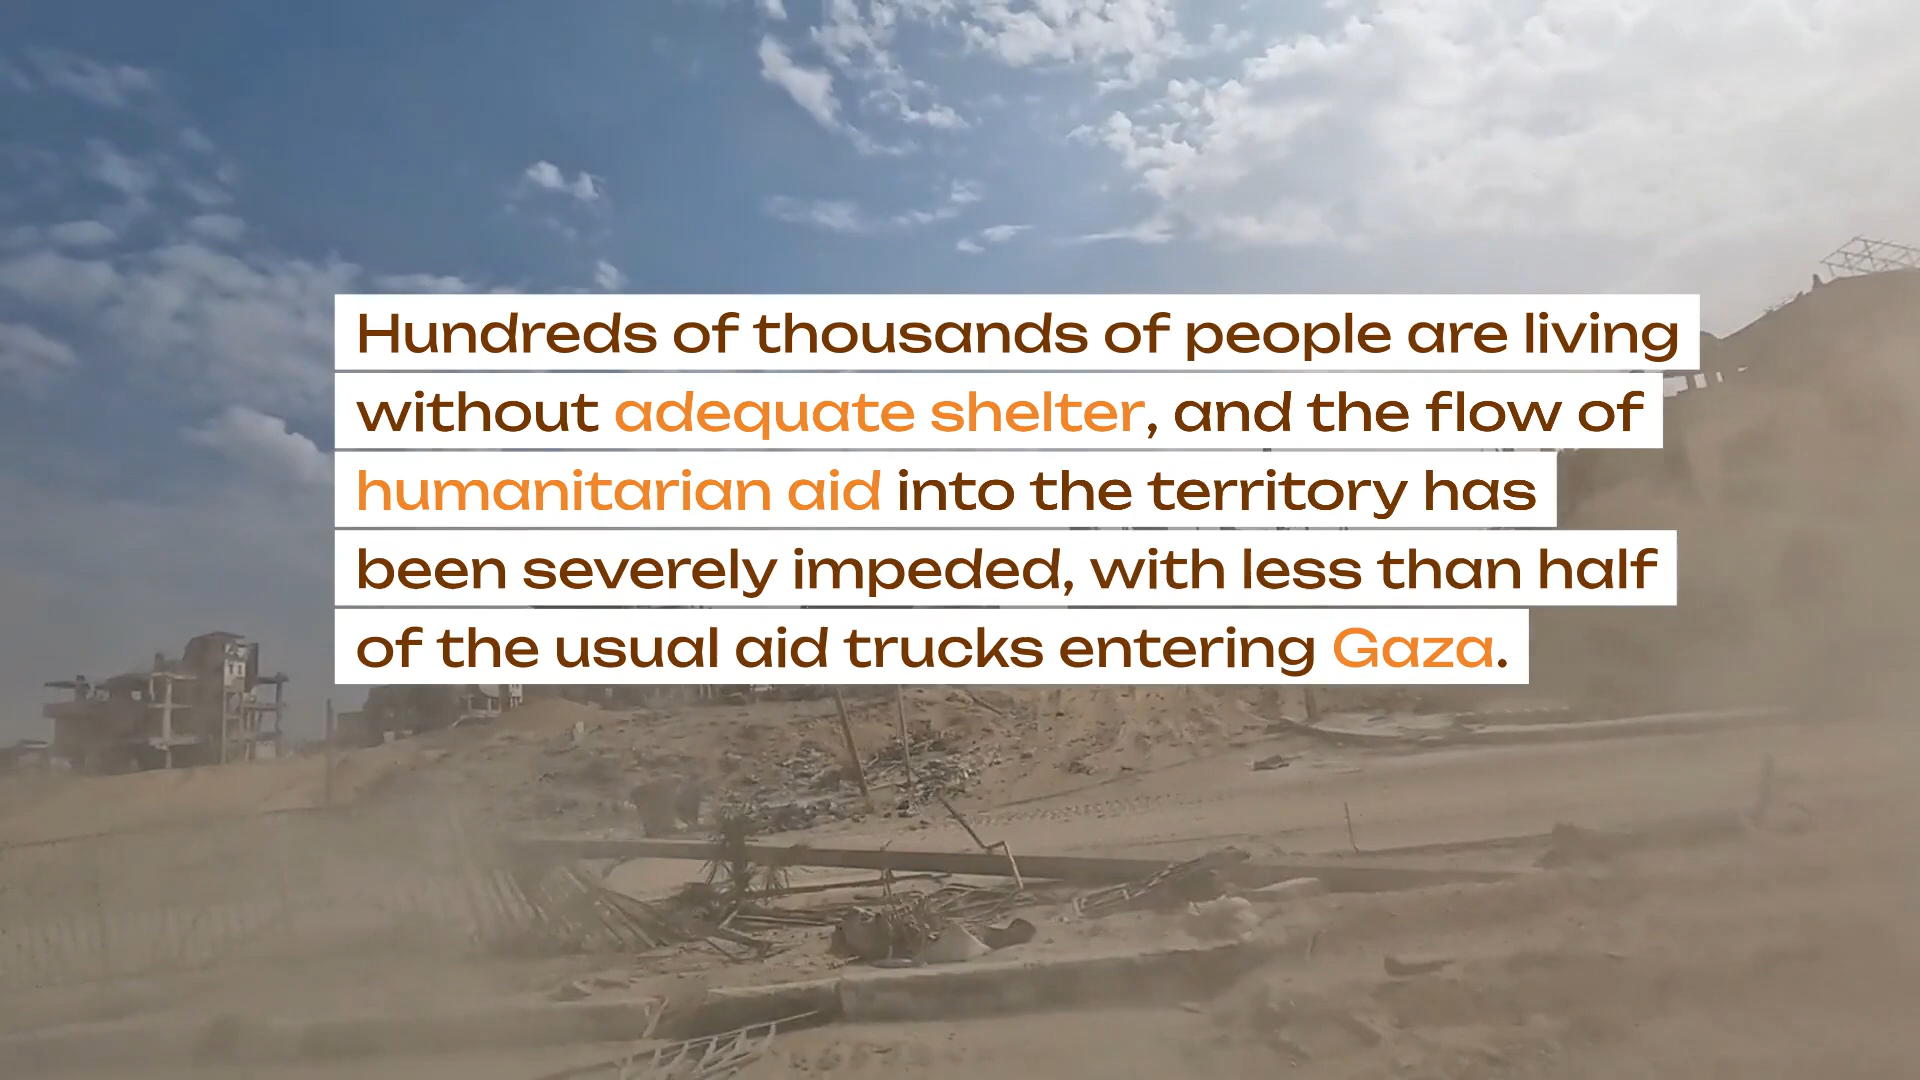 Hundreds of thousands of people are living
without adequate shelter, and the flow of
humanitarian aid into the territory has
been severely impeded, with less than half
of the usual aid trucks entering Gaza.